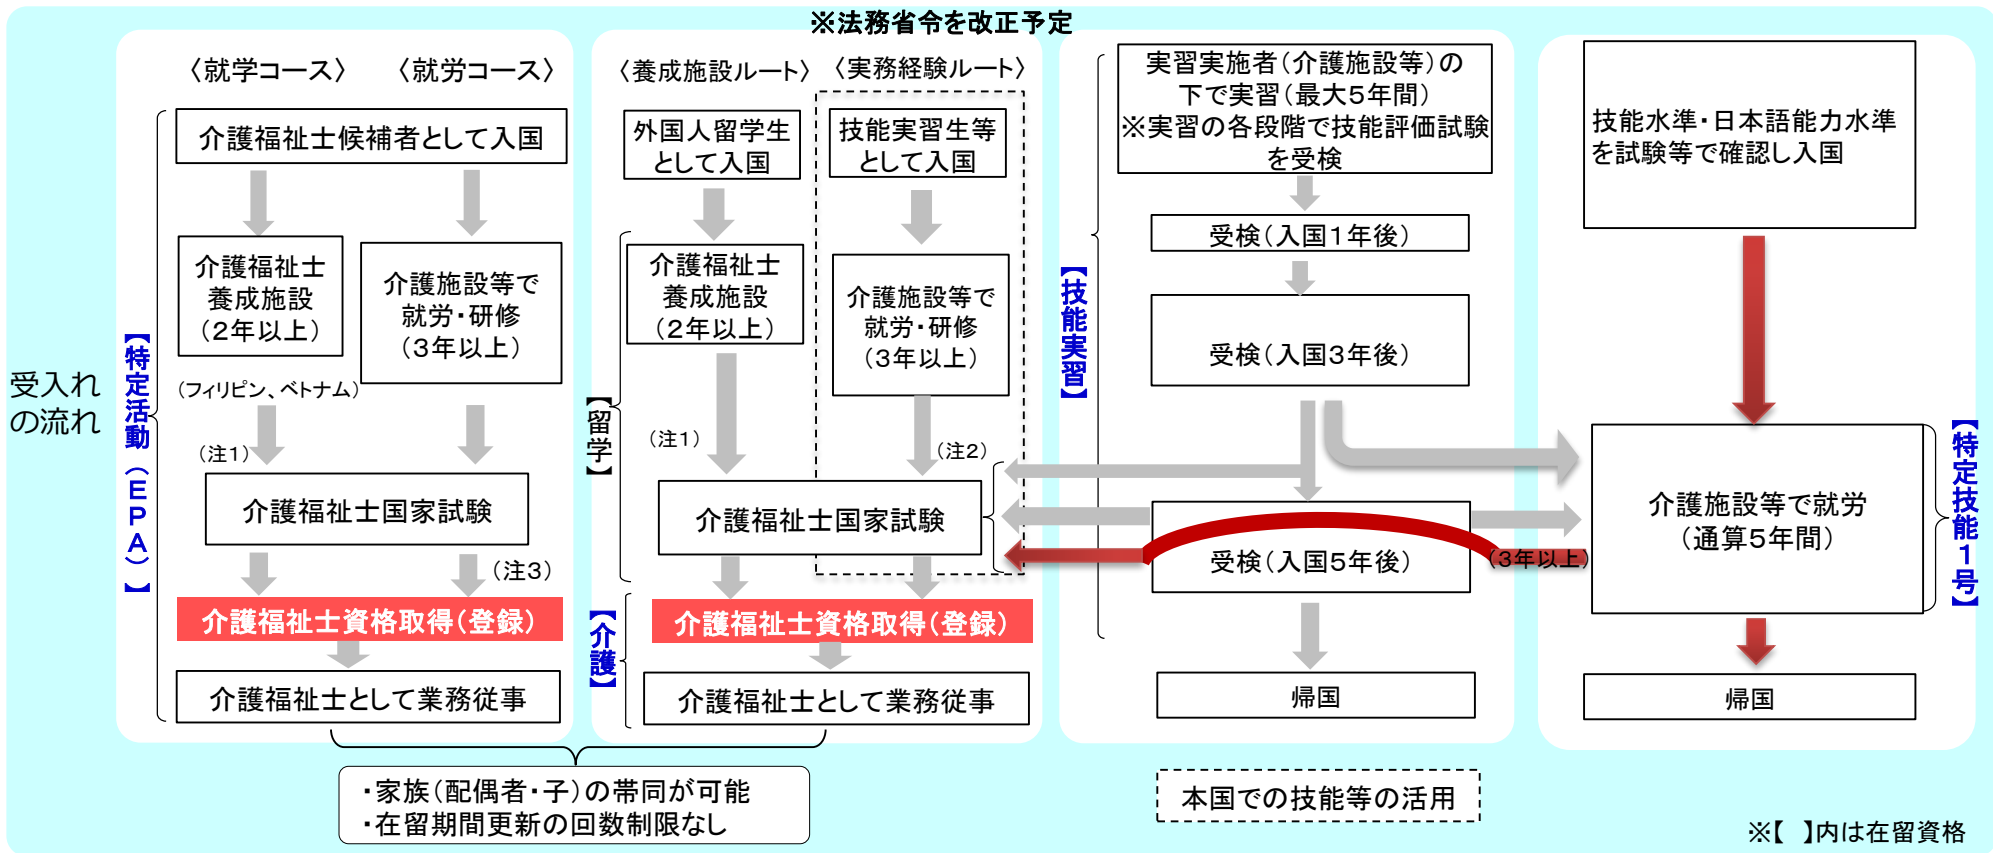 ※法務省令を改正予定
受入れ
の流れ
〈就学コース〉
〈就労コース〉
介護福祉士候補者として入国
介護福祉士
養成施設
（２年以上）
介護施設等で
就労・研修
（３年以上）
（フィリピン、ベトナム）
（注１）
介護福祉士国家試験
（注３）
介護福祉士資格取得（登録）
介護福祉士として業務従事
【特定活動（ＥＰＡ）】
〈養成施設ルート〉
〈実務経験ルート〉
外国人留学生
として入国
技能実習生等
として入国
介護福祉士
養成施設
（２年以上）
介護施設等で
就労・研修
（３年以上）
【留学】
（注１）
（注２）
介護福祉士国家試験
介護福祉士資格取得（登録）
【介護】
介護福祉士として業務従事
・家族（配偶者・子）の帯同が可能
・在留期間更新の回数制限なし
実習実施者（介護施設等）の
下で実習（最大５年間）
※実習の各段階で技能評価試験
を受検
受検（入国１年後）
【技能実習】
受検（入国３年後）
受検（入国５年後）
帰国
本国での技能等の活用
技能水準・日本語能力水準
を試験等で確認し入国
介護施設等で就労
（通算５年間）
（３年以上）
【特定技能１号】
帰国
※【　】内は在留資格